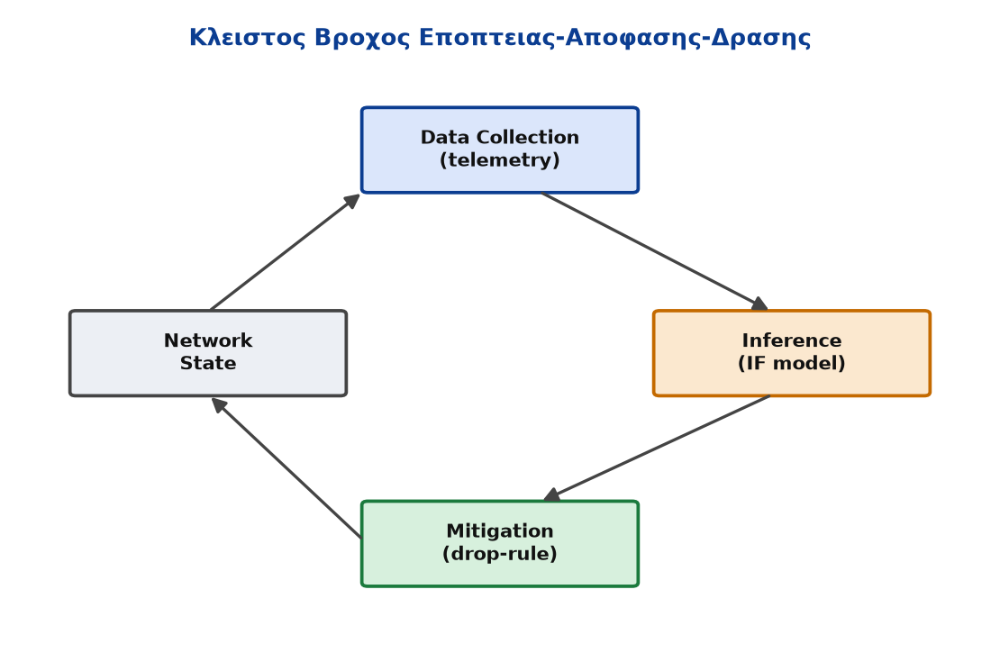 Κλειστος Βροχος Εποπτειας-Αποφασης-Δρασης
Data Collection
(telemetry)
Network
State
Inference
(IF model)
Mitigation
(drop-rule)